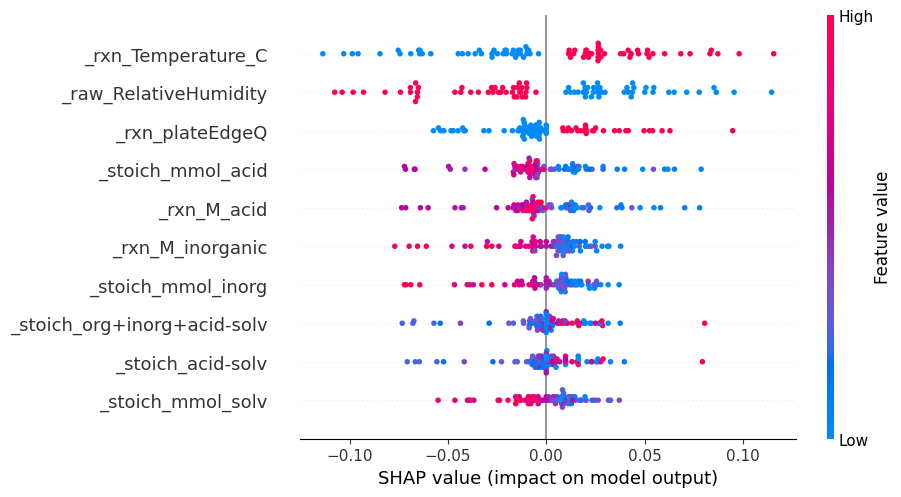 High
_rxn_Temperature_C
_raw_RelativeHumidity
_rxn_plateEdgeQ
_stoich_mmol_acid
_rxn_M_acid
_rxn_M_inorganic
_stoich_mmol_inorg
_stoich_org+inorg+acid-solv
_stoich_acid-solv
_stoich_mmol_solv
Feature value
Low
−0.10 −0.05 0.00 0.05 0.10
SHAP value (impact on model output)